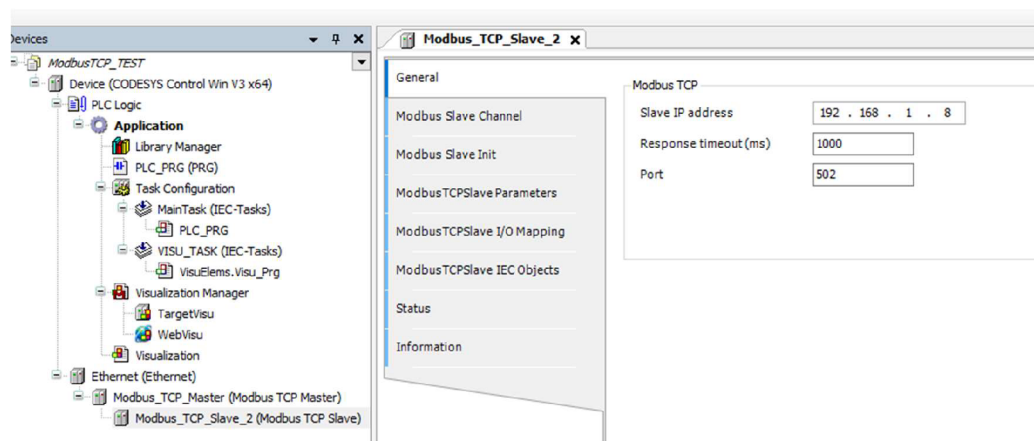 Devices
ModbusTCP_TEST
Device (CODESYS Control Win V3 x64)
PLC Logic
Application
Library Manager
PLC_PRG (PRG)
Task Configuration
MainTask (IEC-Tasks)
PLC_PRG
VISU_TASK (IEC-Tasks)
VisuElems.Visu_Prg
Visualization Manager
TargetVisu
WebVisu
Visualization
Ethernet (Ethernet)
Modbus_TCP_Master (Modbus TCP Master)
Modbus_TCP_Slave_2 (Modbus TCP Slave)
Modbus_TCP_Slave_2
General
Modbus Slave Channel
Modbus Slave Init
ModbusTCPSlave Parameters
ModbusTCPSlave I/O Mapping
ModbusTCPSlave IEC Objects
Status
Information
Modbus TCP
Slave IP address 192 . 168 . 1 . 8
Response timeout (ms) 1000
Port 502